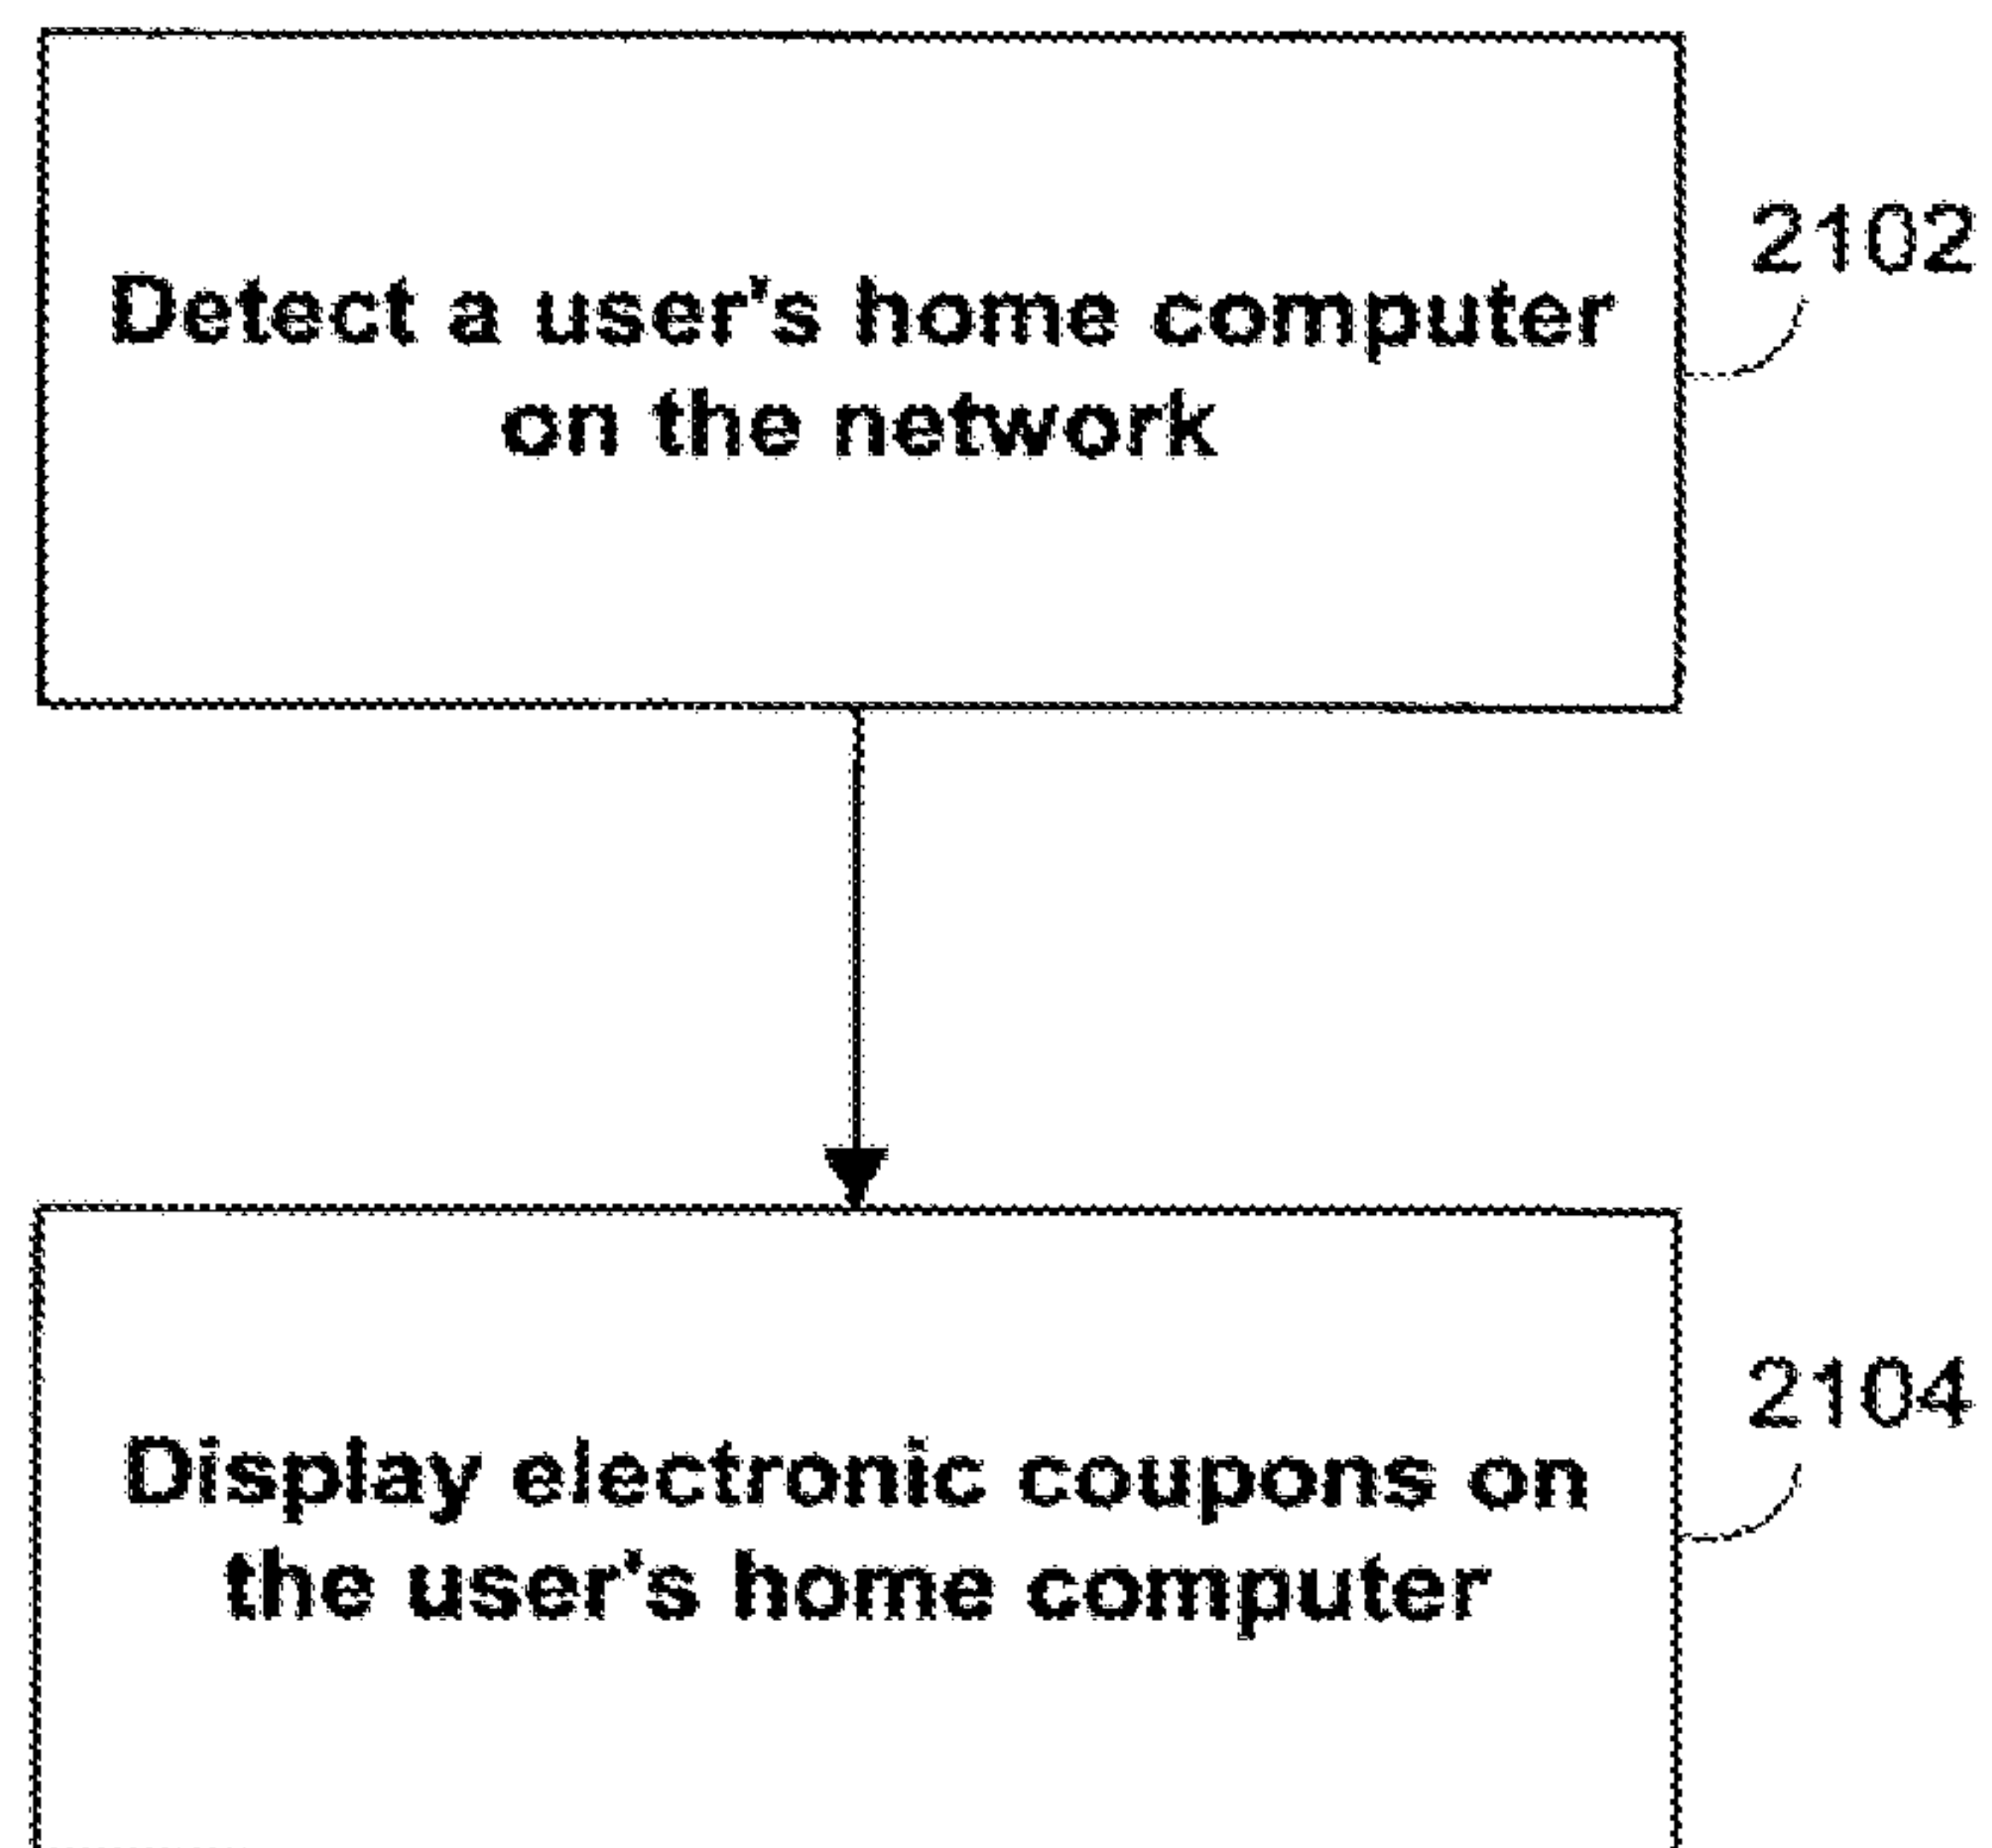 Detect a user's home computer
on the network
2102
Display electronic coupons on
the user's home computer
2104